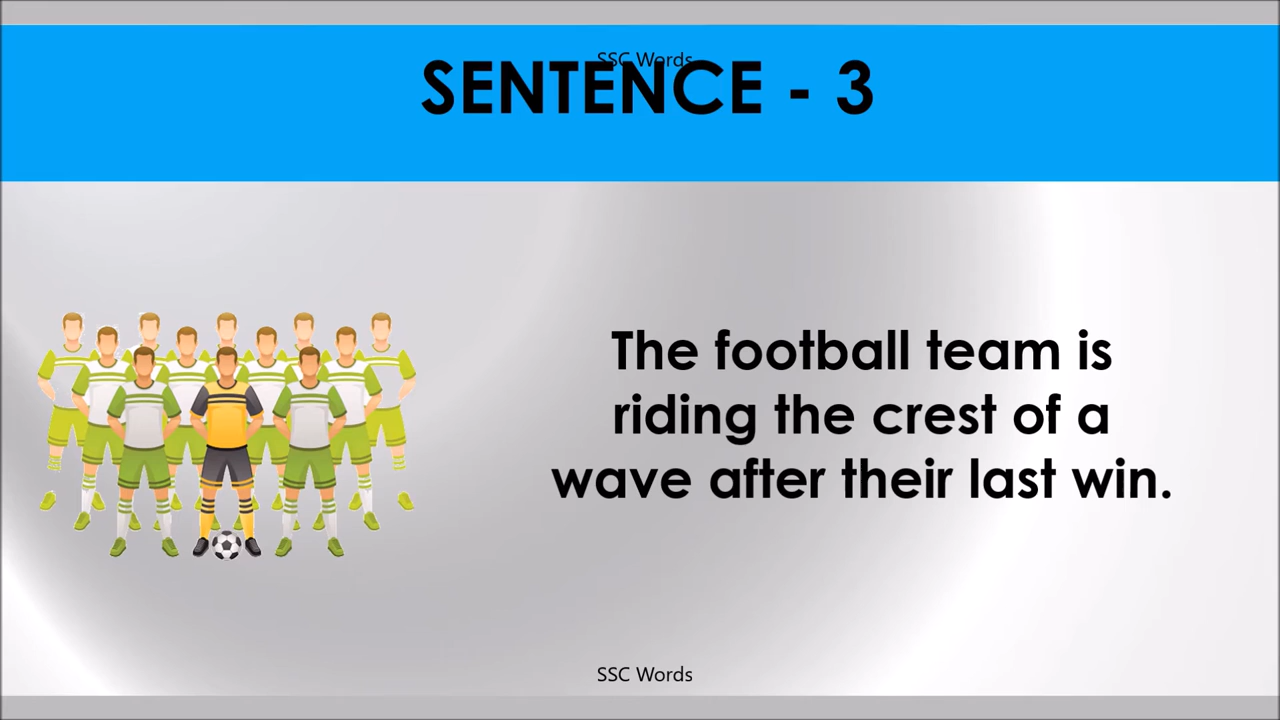 SSC Words
SENTENCE - 3
The football team is
riding the crest of a
wave after their last win.
SSC Words